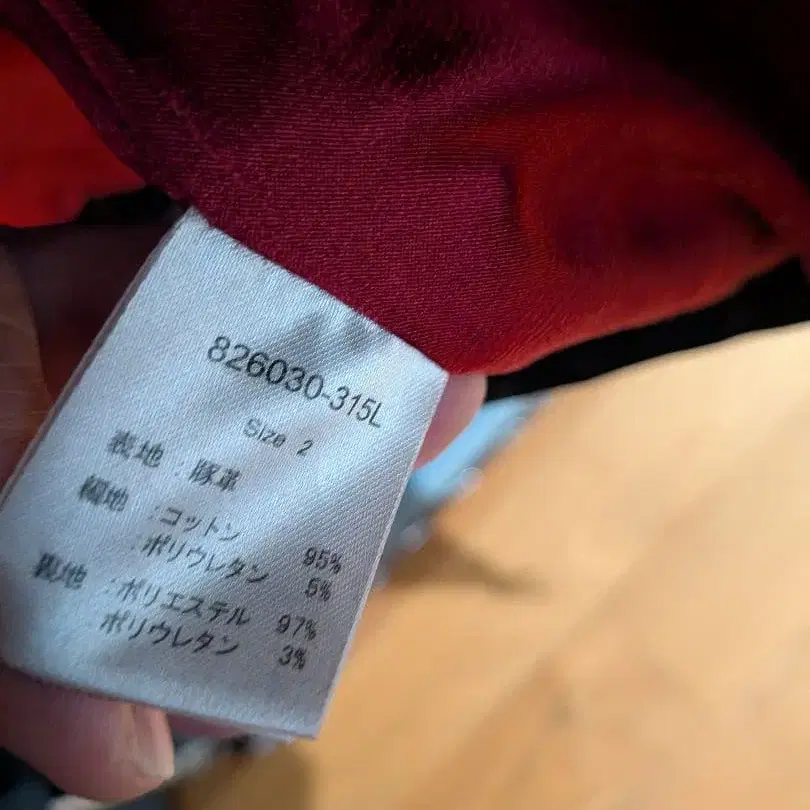 826030-315L
Size 2
表地 : 豚革
編地 : コットン 95%
: ポリウレタン 5%
裏地 : ポリエステル 97%
ポリウレタン 3%